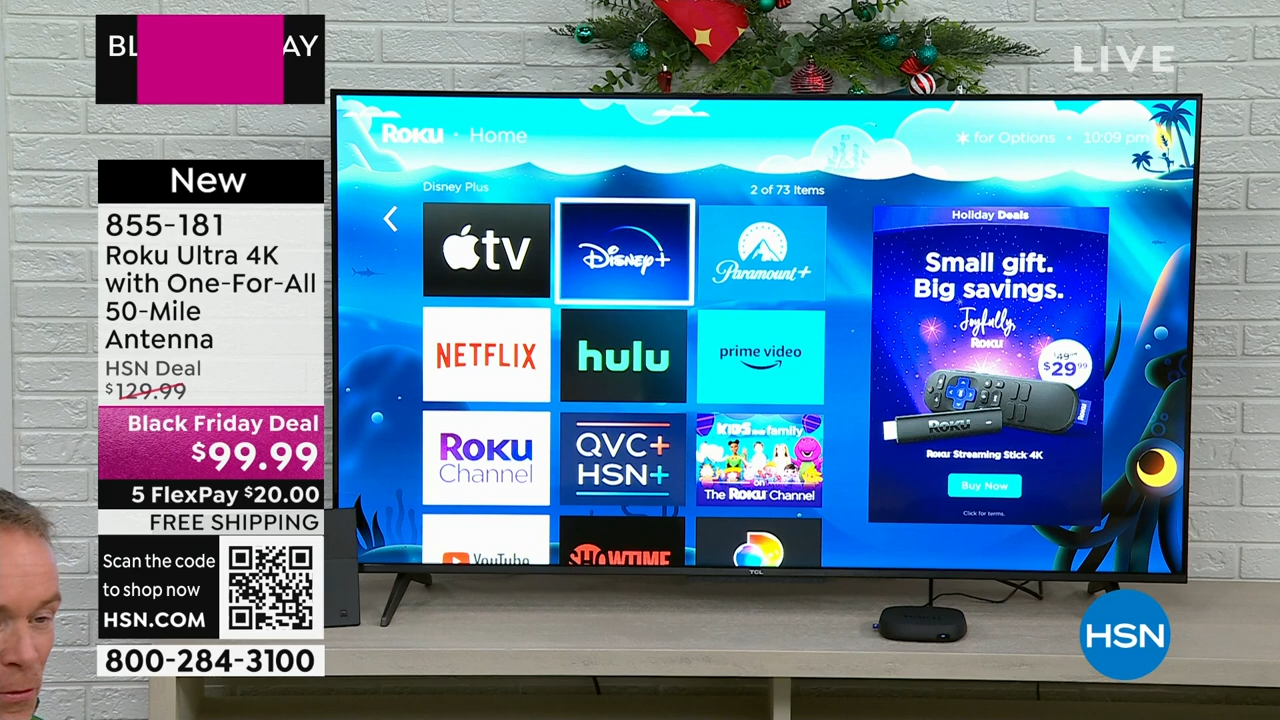 BL AY
New
855-181
Roku Ultra 4K
with One-For-All
50-Mile
Antenna
HSN Deal
$129.99
Black Friday Deal
$99.99
5 FlexPay $20.00
FREE SHIPPING
Scan the code
to shop now
HSN.COM
800-284-3100
LIVE
Roku • Home
* for Options • 10:09 pm
Disney Plus
2 of 73 Items
tv
Disney+
Paramount+
NETFLIX
hulu
prime video
Roku
Channel
QVC+
HSN+
KIDS and family
on
The Roku Channel
YouTube
SHOWTIME
Holiday Deals
Small gift.
Big savings.
Joyfully,
Roku
$49.99
$29.99
Roku
Roku Streaming Stick 4K
Buy Now
Click for terms.
TCL
HSN